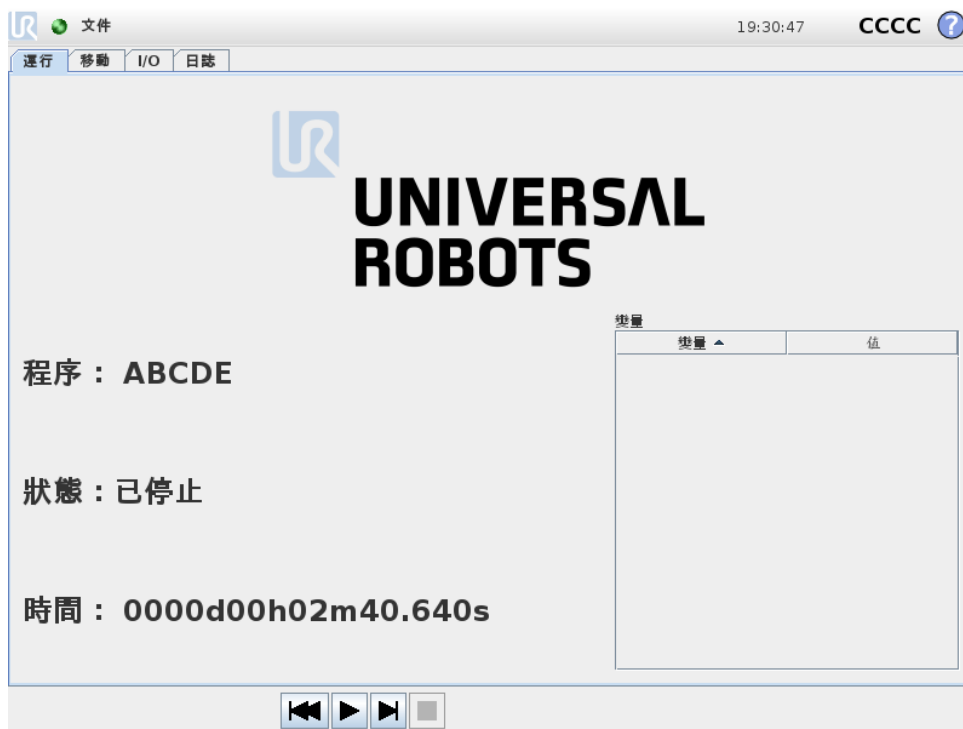 文件 19:30:47 CCCC ?
運行 移動 I/O 日誌
UR
UNIVERSAL
ROBOTS
變量
變量 值
程序： ABCDE
狀態：已停止
時間： 0000d00h02m40.640s